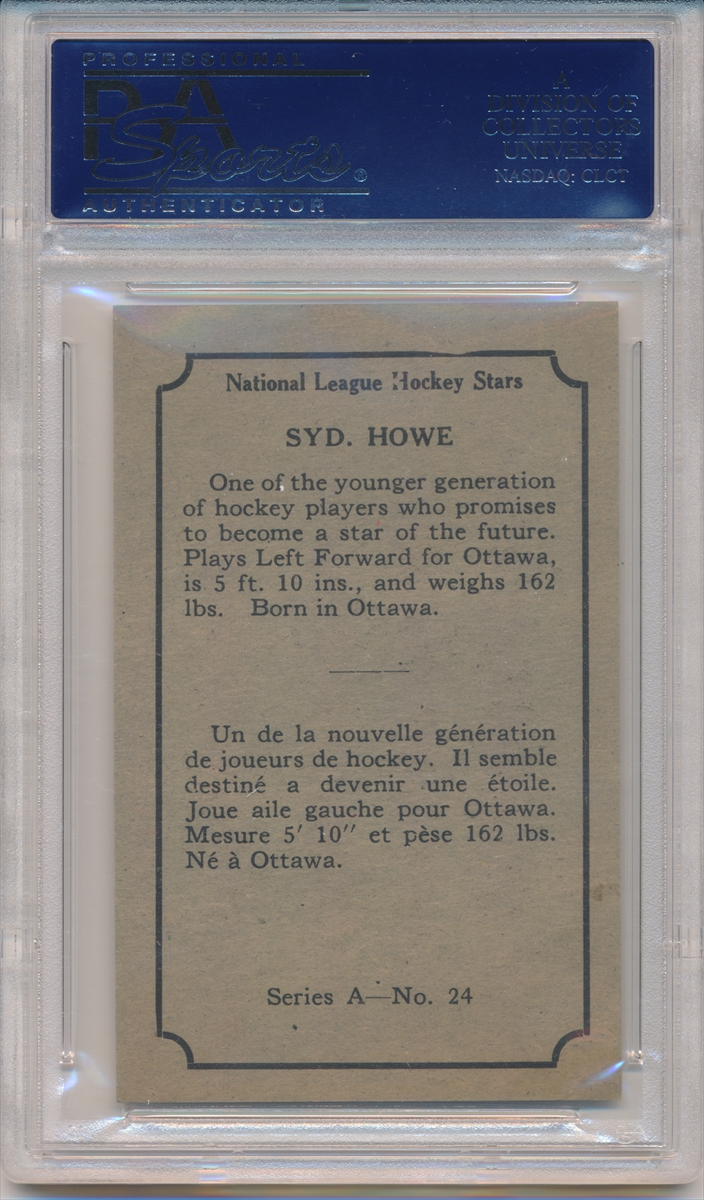 PROFESSIONAL
PSA
Sports®
AUTHENTICATOR
A
DIVISION OF
COLLECTORS
UNIVERSE
NASDAQ: CLCT
National League Hockey Stars
SYD. HOWE
One of the younger generation
of hockey players who promises
to become a star of the future.
Plays Left Forward for Ottawa,
is 5 ft. 10 ins., and weighs 162
lbs. Born in Ottawa.
Un de la nouvelle génération
de joueurs de hockey. Il semble
destiné a devenir une étoile.
Joue aile gauche pour Ottawa.
Mesure 5′ 10″ et pèse 162 lbs.
Né à Ottawa.
Series A—No. 24